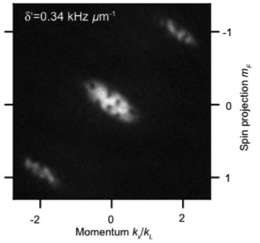 δ'=0.34 kHz μm⁻¹
-1
0
1
Spin projection m_F
-2
0
2
Momentum k_x/k_L